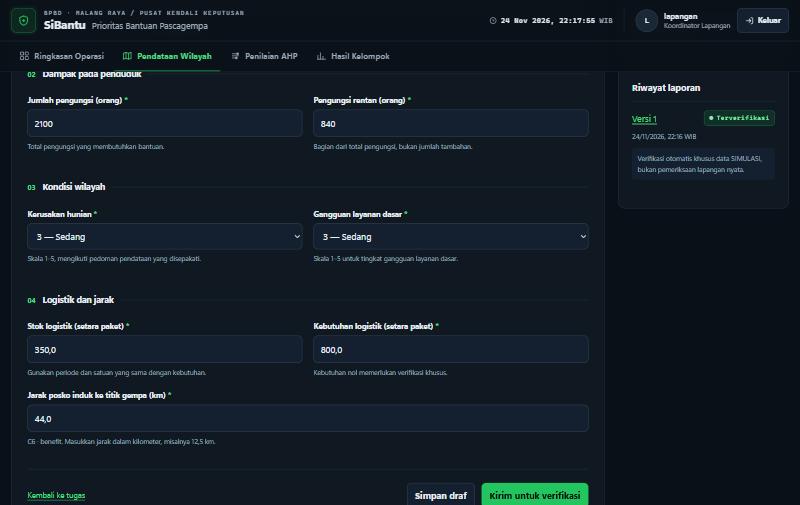 BPBD · MALANG RAYA / PUSAT KENDALI KEPUTUSAN
SiBantu Prioritas Bantuan Pascagempa
24 Nov 2026, 22:17:55 WIB
L
lapangan
Koordinator Lapangan
Keluar
Ringkasan Operasi
Pendataan Wilayah
Penilaian AHP
Hasil Kelompok
02 Dampak pada penduduk
Jumlah pengungsi (orang) *
Pengungsi rentan (orang) *
2100
840
Total pengungsi yang membutuhkan bantuan.
Bagian dari total pengungsi, bukan jumlah tambahan.
03 Kondisi wilayah
Kerusakan hunian *
Gangguan layanan dasar *
3 — Sedang
3 — Sedang
Skala 1-5, mengikuti pedoman pendataan yang disepakati.
Skala 1-5 untuk tingkat gangguan layanan dasar.
04 Logistik dan jarak
Stok logistik (setara paket) *
Kebutuhan logistik (setara paket) *
350,0
800,0
Gunakan periode dan satuan yang sama dengan kebutuhan.
Kebutuhan nol memerlukan verifikasi khusus.
Jarak posko induk ke titik gempa (km) *
44,0
C6 · benefit. Masukkan jarak dalam kilometer, misalnya 12,5 km.
Kembali ke tugas
Simpan draf
Kirim untuk verifikasi
Riwayat laporan
Versi 1
Terverifikasi
24/11/2026, 22:16 WIB
Verifikasi otomatis khusus data SIMULASI,
bukan pemeriksaan lapangan nyata.